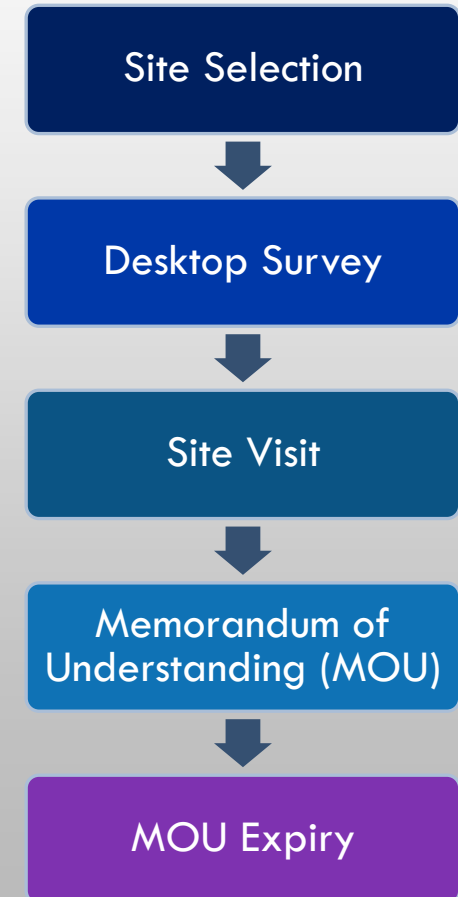 Site Selection
Desktop Survey
Site Visit
Memorandum of
Understanding (MOU)
MOU Expiry